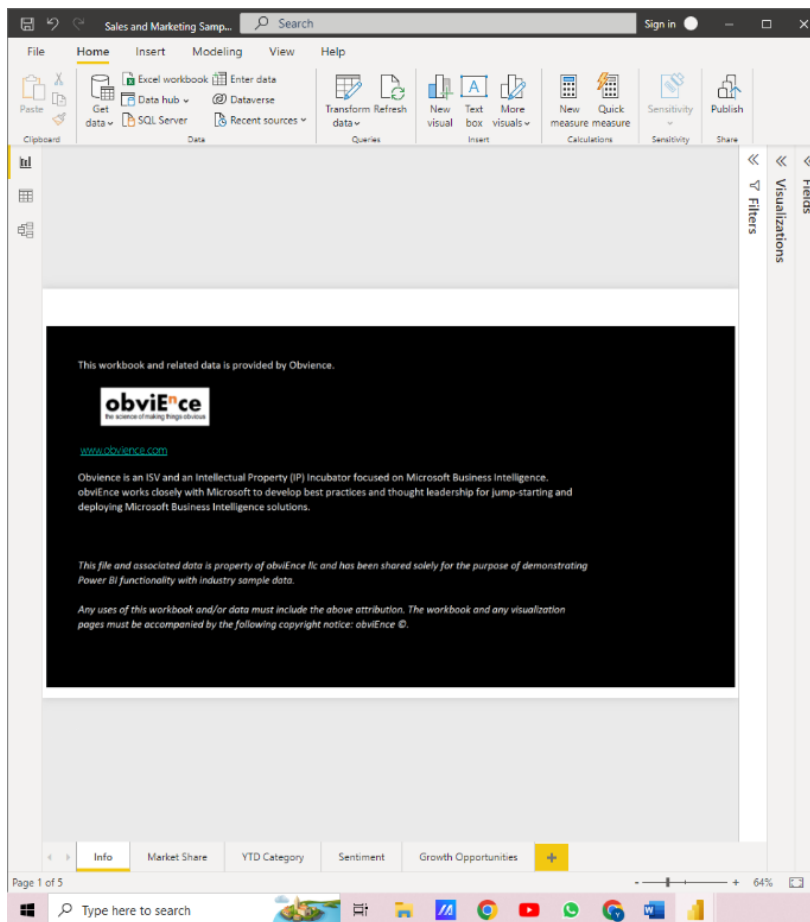 Sales and Marketing Samp...
Search
Sign in
File Home Insert Modeling View Help
Paste
Clipboard
Get data
Excel workbook
Data hub
SQL Server
Enter data
Dataverse
Recent sources
Data
Transform data
Refresh
Queries
New visual
Text box
More visuals
Insert
New measure
Quick measure
Calculations
Sensitivity
Sensitivity
Publish
Share
Filters
Visualizations
Fields
This workbook and related data is provided by Obvience.
obviEnce
the science of making things obvious
www.obvience.com
Obvience is an ISV and an Intellectual Property (IP) Incubator focused on Microsoft Business Intelligence.
obviEnce works closely with Microsoft to develop best practices and thought leadership for jump-starting and
deploying Microsoft Business Intelligence solutions.
This file and associated data is property of obviEnce llc and has been shared solely for the purpose of demonstrating
Power BI functionality with industry sample data.
Any uses of this workbook and/or data must include the above attribution. The workbook and any visualization
pages must be accompanied by the following copyright notice: obviEnce ©.
Info Market Share YTD Category Sentiment Growth Opportunities +
Page 1 of 5
- + 64%
Type here to search